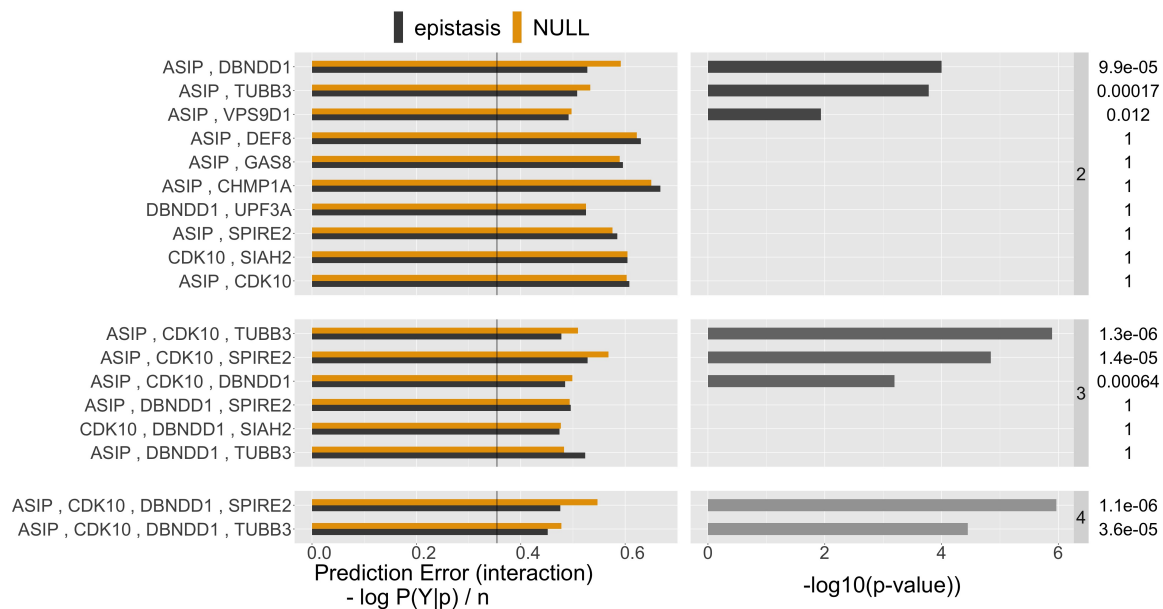 epistasis NULL
ASIP , DBNDD1 9.9e-05
ASIP , TUBB3 0.00017
ASIP , VPS9D1 0.012
ASIP , DEF8 1
ASIP , GAS8 1
ASIP , CHMP1A 1
2
DBNDD1 , UPF3A 1
ASIP , SPIRE2 1
CDK10 , SIAH2 1
ASIP , CDK10 1
ASIP , CDK10 , TUBB3 1.3e-06
ASIP , CDK10 , SPIRE2 1.4e-05
ASIP , CDK10 , DBNDD1 0.00064
3
ASIP , DBNDD1 , SPIRE2 1
CDK10 , DBNDD1 , SIAH2 1
ASIP , DBNDD1 , TUBB3 1
ASIP , CDK10 , DBNDD1 , SPIRE2 1.1e-06
4
ASIP , CDK10 , DBNDD1 , TUBB3 3.6e-05
0.0 0.2 0.4 0.6 0 2 4 6
Prediction Error (interaction)
- log P(Y|p) / n
-log10(p-value))